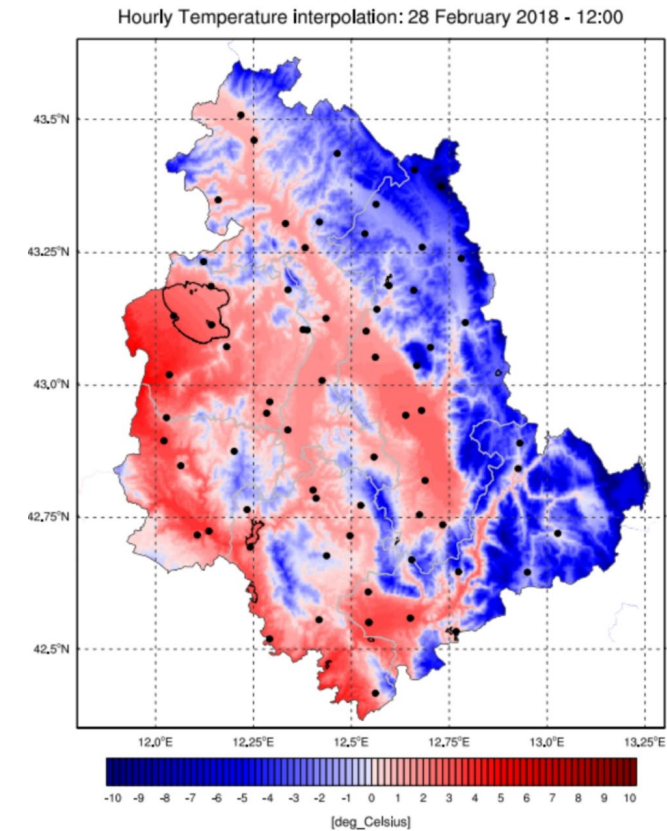 Hourly Temperature interpolation: 28 February 2018 - 12:00
43.5°N
43.25°N
43.0°N
42.75°N
42.5°N
12.0°E 12.25°E 12.5°E 12.75°E 13.0°E 13.25°E
-10 -9 -8 -7 -6 -5 -4 -3 -2 -1 0 1 2 3 4 5 6 7 8 9 10
[deg_Celsius]